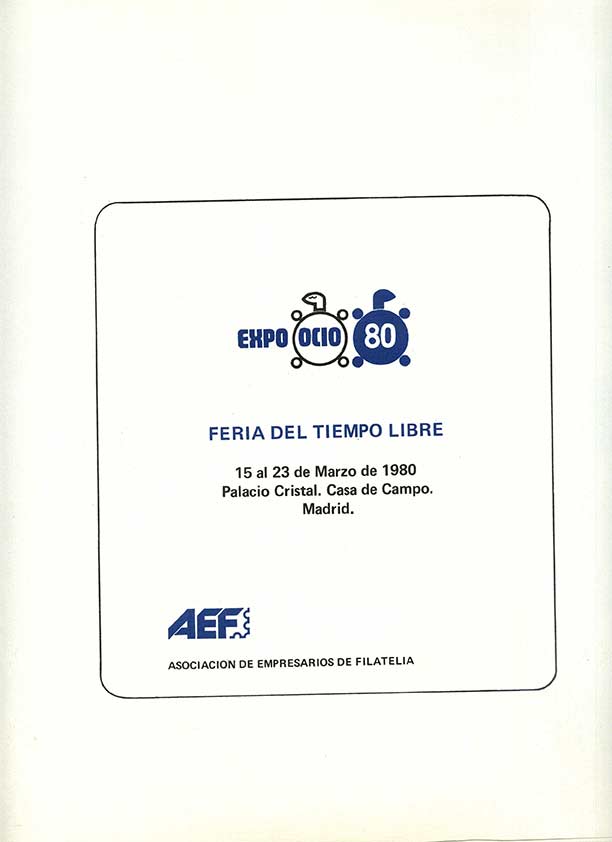 EXPO OCIO 80
FERIA DEL TIEMPO LIBRE
15 al 23 de Marzo de 1980
Palacio Cristal. Casa de Campo.
Madrid.
AEF
ASOCIACION DE EMPRESARIOS DE FILATELIA